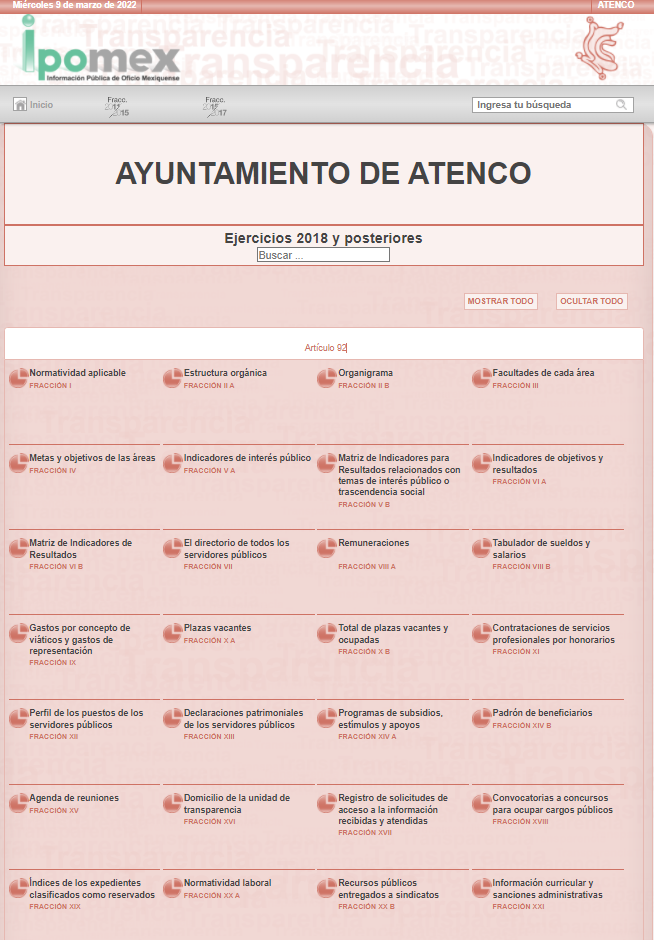 Miércoles 9 de marzo de 2022
ATENCO
Transparencia
ipomex
Información Pública de Oficio Mexiquense
Inicio
Fracc.
Fracc.
Ingresa tu búsqueda
AYUNTAMIENTO DE ATENCO
Ejercicios 2018 y posteriores
Buscar ...
MOSTRAR TODO
OCULTAR TODO
Artículo 92
Normatividad aplicable
FRACCIÓN I
Estructura orgánica
FRACCIÓN II A
Organigrama
FRACCIÓN II B
Facultades de cada área
FRACCIÓN III
Metas y objetivos de las áreas
FRACCIÓN IV
Indicadores de interés público
FRACCIÓN V A
Matriz de Indicadores para
Resultados relacionados con
temas de interés público o
trascendencia social
FRACCIÓN V B
Indicadores de objetivos y
resultados
FRACCIÓN VI A
Matriz de Indicadores de
Resultados
FRACCIÓN VI B
El directorio de todos los
servidores públicos
FRACCIÓN VII
Remuneraciones
FRACCIÓN VIII A
Tabulador de sueldos y
salarios
FRACCIÓN VIII B
Gastos por concepto de
viáticos y gastos de
representación
FRACCIÓN IX
Plazas vacantes
FRACCIÓN X A
Total de plazas vacantes y
ocupadas
FRACCIÓN X B
Contrataciones de servicios
profesionales por honorarios
FRACCIÓN XI
Perfil de los puestos de los
servidores públicos
FRACCIÓN XII
Declaraciones patrimoniales
de los servidores públicos
FRACCIÓN XIII
Programas de subsidios,
estímulos y apoyos
FRACCIÓN XIV A
Padrón de beneficiarios
FRACCIÓN XIV B
Agenda de reuniones
FRACCIÓN XV
Domicilio de la unidad de
transparencia
FRACCIÓN XVI
Registro de solicitudes de
acceso a la información
recibidas y atendidas
FRACCIÓN XVII
Convocatorias a concursos
para ocupar cargos públicos
FRACCIÓN XVIII
Índices de los expedientes
clasificados como reservados
FRACCIÓN XIX
Normatividad laboral
FRACCIÓN XX A
Recursos públicos
entregados a sindicatos
FRACCIÓN XX B
Información curricular y
sanciones administrativas
FRACCIÓN XXI